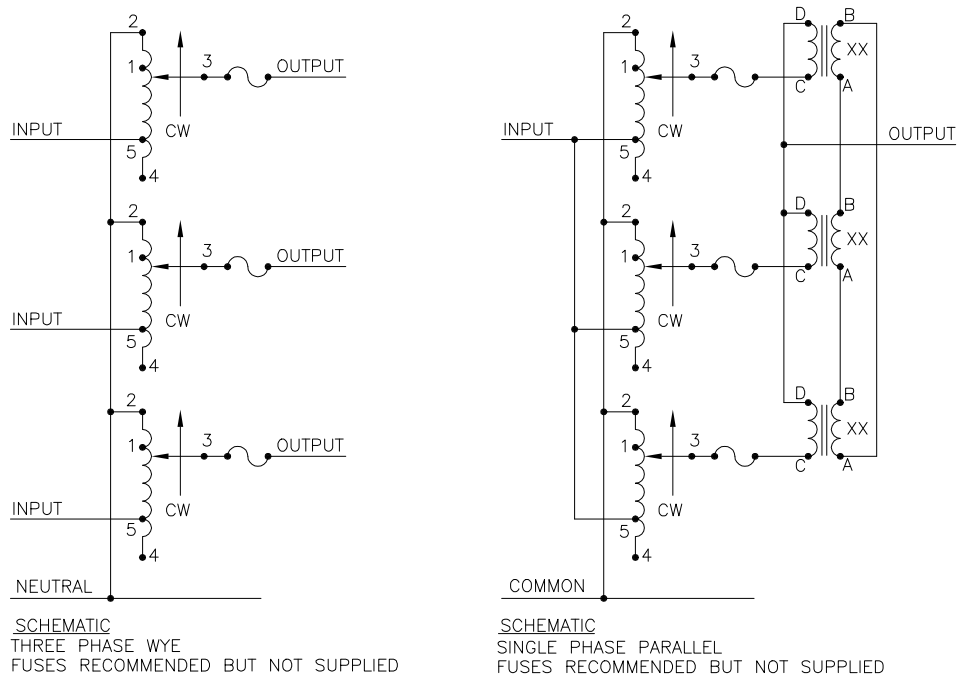 2
1
3
OUTPUT
INPUT
CW
5
4
2
1
3
OUTPUT
INPUT
CW
5
4
2
1
3
OUTPUT
INPUT
CW
5
4
NEUTRAL
SCHEMATIC
THREE PHASE WYE
FUSES RECOMMENDED BUT NOT SUPPLIED
2
1
3
D
B
XX
C
A
INPUT
CW
5
4
OUTPUT
2
1
3
D
B
XX
C
A
CW
5
4
2
1
3
D
B
XX
C
A
CW
5
4
COMMON
SCHEMATIC
SINGLE PHASE PARALLEL
FUSES RECOMMENDED BUT NOT SUPPLIED